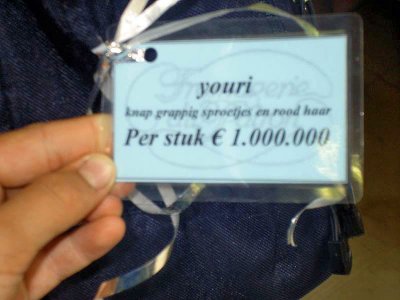 youri
knap grappig sproetjes en rood haar
Per stuk € 1.000.000